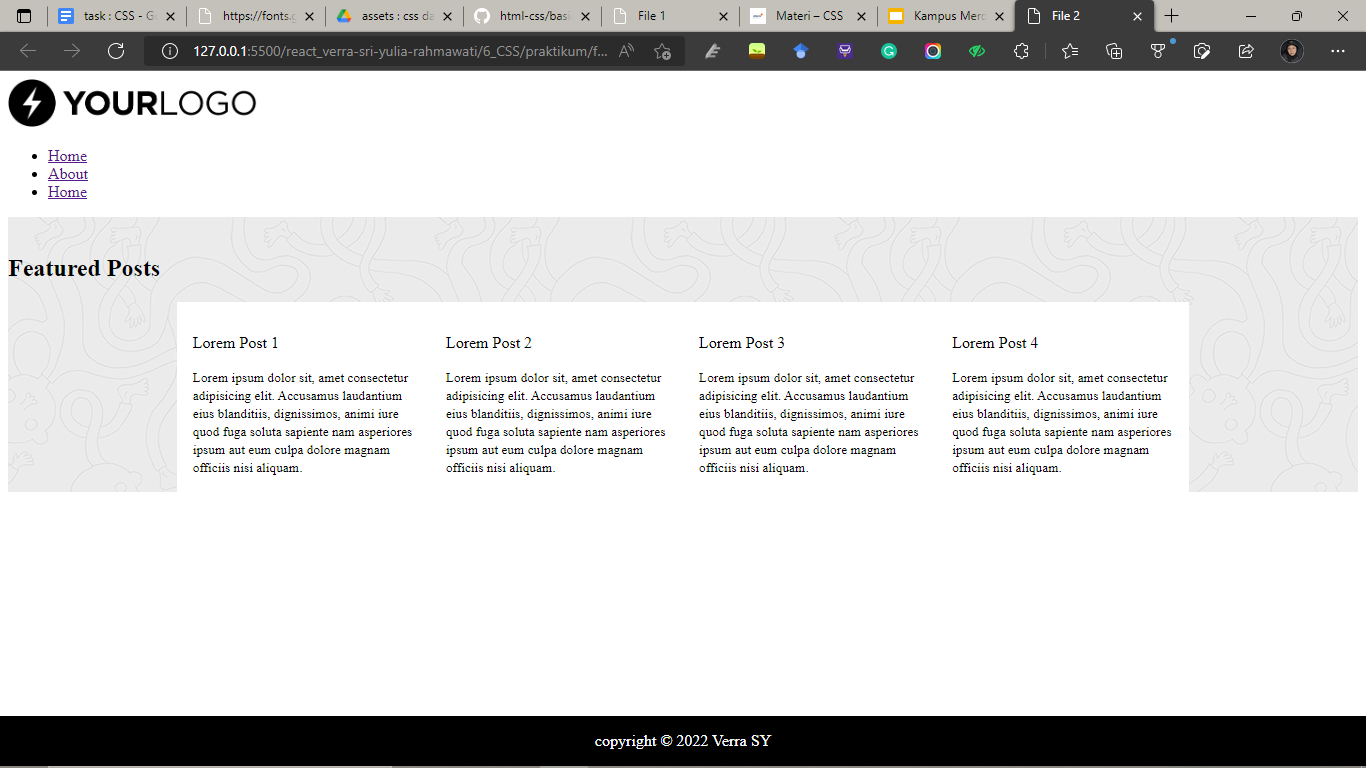 task : CSS - G
https://fonts.g
assets : css da
html-css/basi
File 1
Materi – CSS
Kampus Merd
File 2
127.0.0.1:5500/react_verra-sri-yulia-rahmawati/6_CSS/praktikum/f...
YOURLOGO
Home
About
Home
Featured Posts
Lorem Post 1
Lorem ipsum dolor sit, amet consectetur
adipisicing elit. Accusamus laudantium
eius blanditiis, dignissimos, animi iure
quod fuga soluta sapiente nam asperiores
ipsum aut eum culpa dolore magnam
officiis nisi aliquam.
Lorem Post 2
Lorem ipsum dolor sit, amet consectetur
adipisicing elit. Accusamus laudantium
eius blanditiis, dignissimos, animi iure
quod fuga soluta sapiente nam asperiores
ipsum aut eum culpa dolore magnam
officiis nisi aliquam.
Lorem Post 3
Lorem ipsum dolor sit, amet consectetur
adipisicing elit. Accusamus laudantium
eius blanditiis, dignissimos, animi iure
quod fuga soluta sapiente nam asperiores
ipsum aut eum culpa dolore magnam
officiis nisi aliquam.
Lorem Post 4
Lorem ipsum dolor sit, amet consectetur
adipisicing elit. Accusamus laudantium
eius blanditiis, dignissimos, animi iure
quod fuga soluta sapiente nam asperiores
ipsum aut eum culpa dolore magnam
officiis nisi aliquam.
copyright © 2022 Verra SY